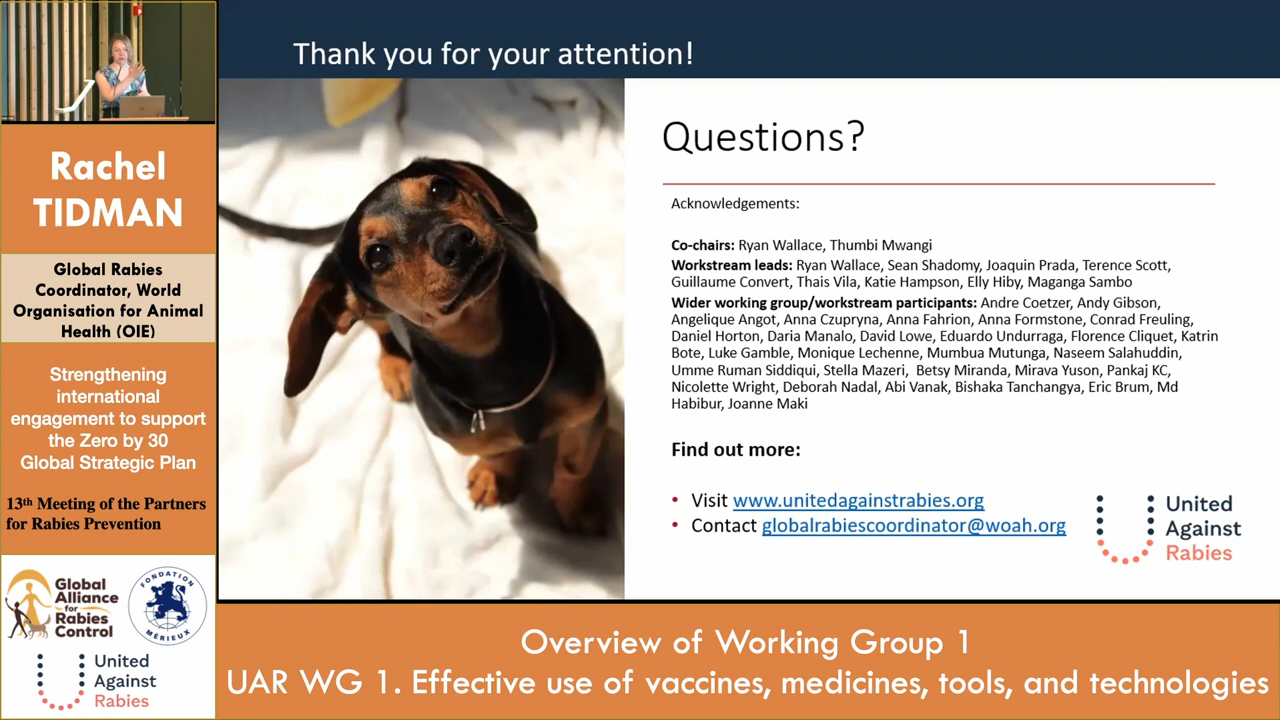 Thank you for your attention!
Rachel
TIDMAN
Global Rabies
Coordinator, World
Organisation for Animal
Health (OIE)
Strengthening
international
engagement to support
the Zero by 30
Global Strategic Plan
13th Meeting of the Partners
for Rabies Prevention
Global
Alliance
for
Rabies
Control
FONDATION
MÉRIEUX
United
Against
Rabies
Questions?
Acknowledgements:
Co-chairs: Ryan Wallace, Thumbi Mwangi
Workstream leads: Ryan Wallace, Sean Shadomy, Joaquin Prada, Terence Scott,
Guillaume Convert, Thais Vila, Katie Hampson, Elly Hiby, Maganga Sambo
Wider working group/workstream participants: Andre Coetzer, Andy Gibson,
Angelique Angot, Anna Czupryna, Anna Fahrion, Anna Formstone, Conrad Freuling,
Daniel Horton, Daria Manalo, David Lowe, Eduardo Undurraga, Florence Cliquet, Katrin
Bote, Luke Gamble, Monique Lechenne, Mumbua Mutunga, Naseem Salahuddin,
Umme Ruman Siddiqui, Stella Mazeri, Betsy Miranda, Mirava Yuson, Pankaj KC,
Nicolette Wright, Deborah Nadal, Abi Vanak, Bishaka Tanchangya, Eric Brum, Md
Habibur, Joanne Maki
Find out more:
• Visit www.unitedagainstrabies.org
• Contact globalrabiescoordinator@woah.org
United
Against
Rabies
Overview of Working Group 1
UAR WG 1. Effective use of vaccines, medicines, tools, and technologies